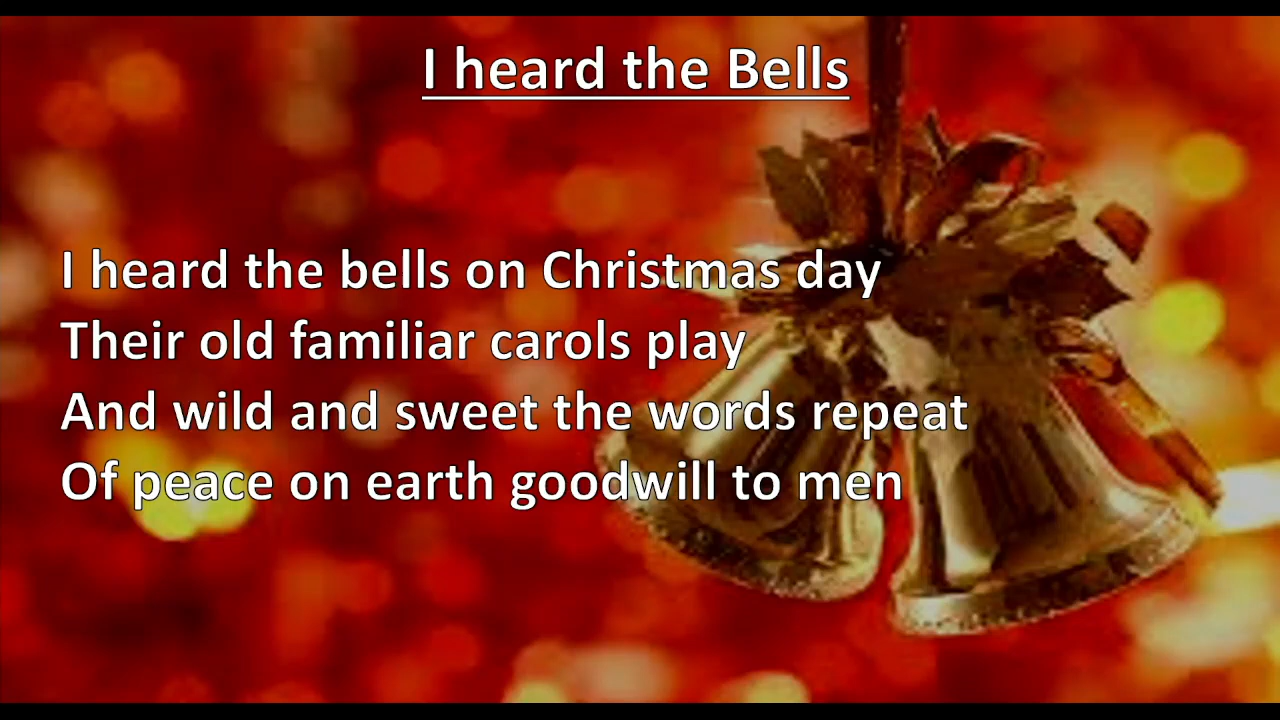 I heard the Bells
I heard the bells on Christmas day
Their old familiar carols play
And wild and sweet the words repeat
Of peace on earth goodwill to men